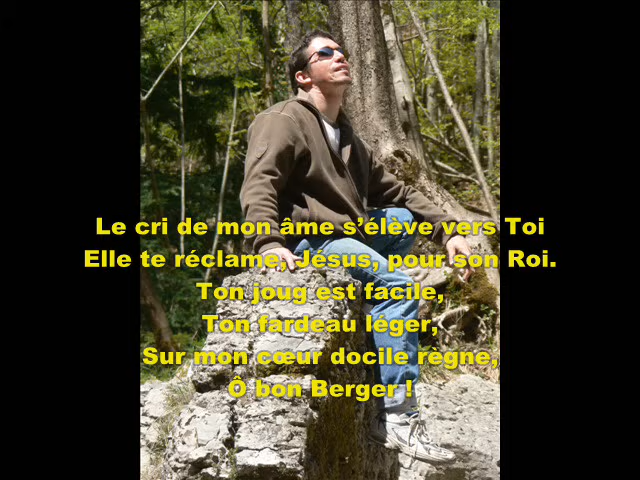 Le cri de mon âme s’élève vers Toi
Elle te réclame, Jésus, pour son Roi.
Ton joug est facile,
Ton fardeau léger,
Sur mon cœur docile règne,
Ô bon Berger !